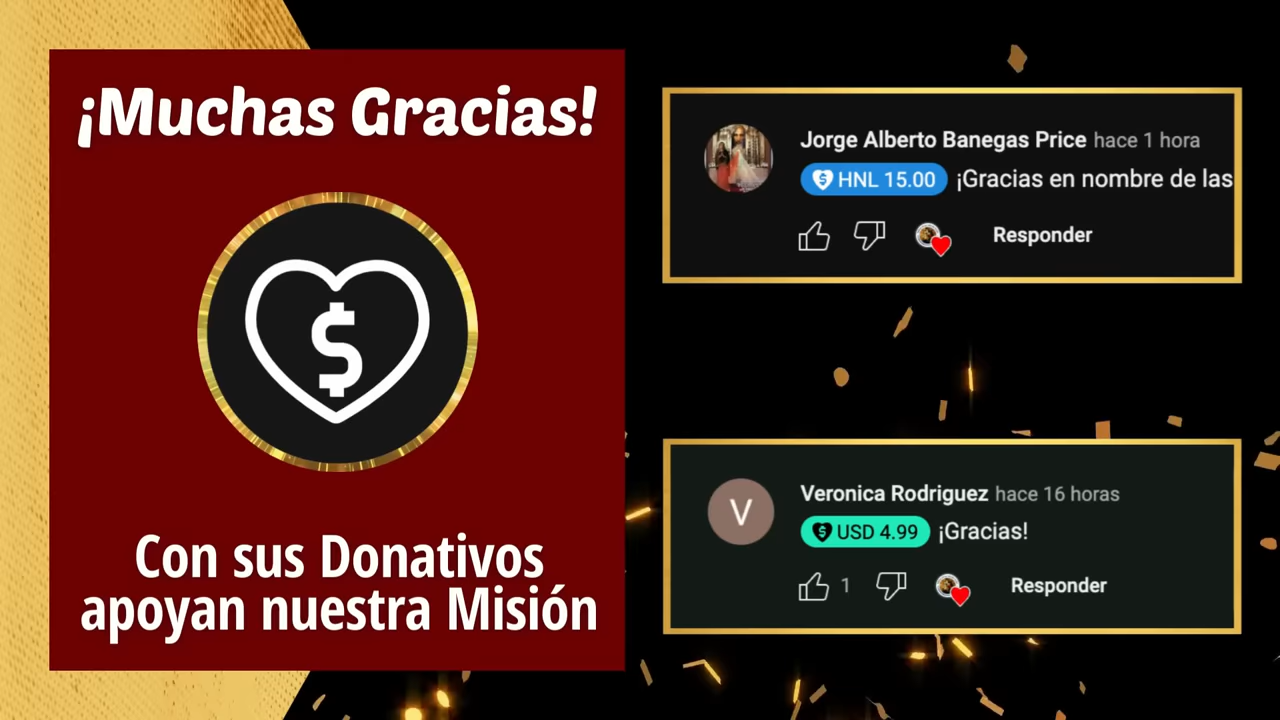 ¡Muchas Gracias!
$
Con sus Donativos
apoyan nuestra Misión
Jorge Alberto Banegas Price hace 1 hora
$ HNL 15.00 ¡Gracias en nombre de las
Responder
V
Veronica Rodriguez hace 16 horas
$ USD 4.99 ¡Gracias!
1 Responder